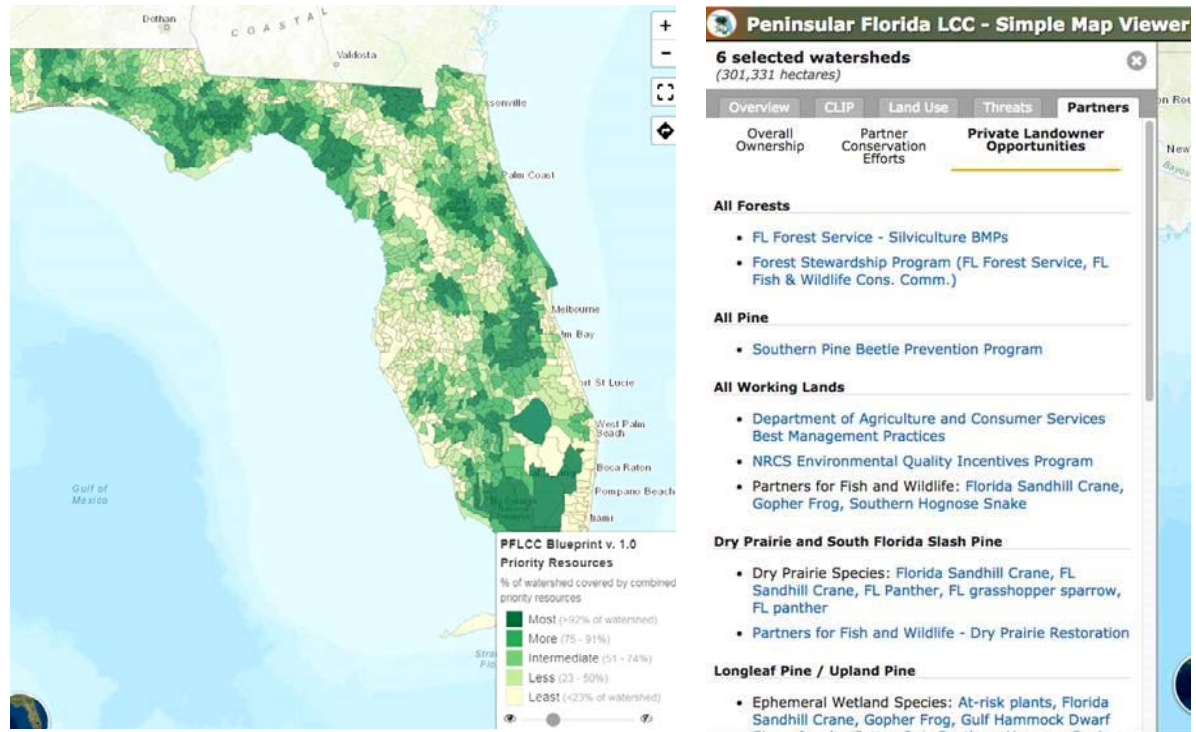 Dothan
COASTAL
Valdosta
sonville
Palm Coast
Melbourne
lm Bay
ort St Lucie
West Palm
Beach
Boca Raton
Pompano Beach
Miami
Gulf of
Mexico
PFLCC Blueprint v. 1.0
Priority Resources
% of watershed covered by combined
priority resources
Most (>92% of watershed)
More (75 - 91%)
Intermediate (51 - 74%)
Less (23 - 50%)
Least (<23% of watershed)
Peninsular Florida LCC - Simple Map Viewer
6 selected watersheds
(301,331 hectares)
Overview CLIP Land Use Threats Partners
Overall
Ownership
Partner
Conservation
Efforts
Private Landowner
Opportunities
All Forests
• FL Forest Service - Silviculture BMPs
• Forest Stewardship Program (FL Forest Service, FL
Fish & Wildlife Cons. Comm.)
All Pine
• Southern Pine Beetle Prevention Program
All Working Lands
• Department of Agriculture and Consumer Services
Best Management Practices
• NRCS Environmental Quality Incentives Program
• Partners for Fish and Wildlife: Florida Sandhill Crane,
Gopher Frog, Southern Hognose Snake
Dry Prairie and South Florida Slash Pine
• Dry Prairie Species: Florida Sandhill Crane, FL
Sandhill Crane, FL Panther, FL grasshopper sparrow,
FL panther
• Partners for Fish and Wildlife - Dry Prairie Restoration
Longleaf Pine / Upland Pine
• Ephemeral Wetland Species: At-risk plants, Florida
Sandhill Crane, Gopher Frog, Gulf Hammock Dwarf
on Rou
New